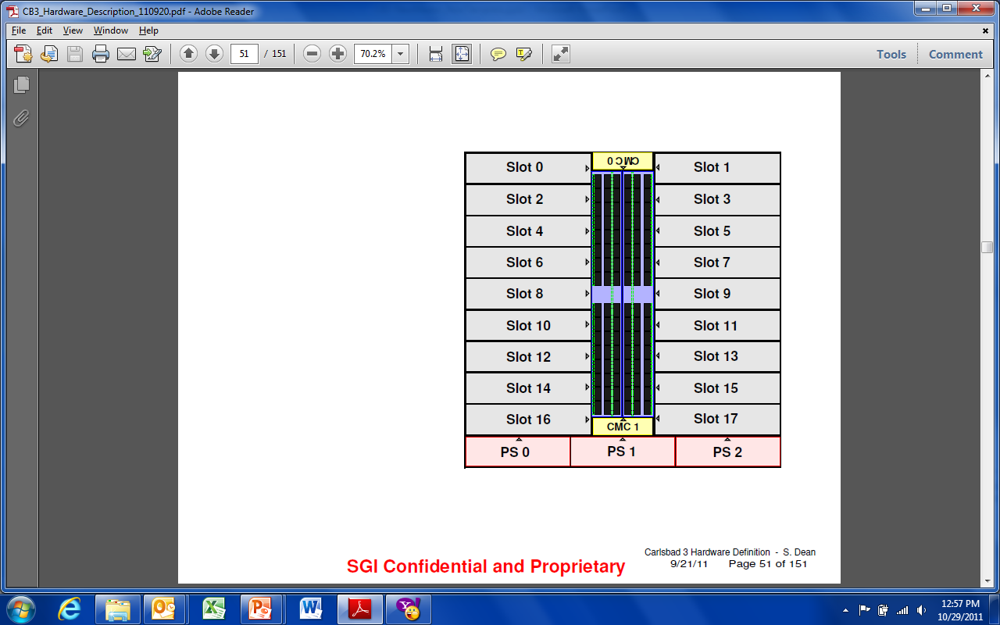 CB3_Hardware_Description_110920.pdf - Adobe Reader
File Edit View Window Help
51 / 151 70.2% Tools Comment
CMC 0
Slot 0 Slot 1
Slot 2 Slot 3
Slot 4 Slot 5
Slot 6 Slot 7
Slot 8 Slot 9
Slot 10 Slot 11
Slot 12 Slot 13
Slot 14 Slot 15
Slot 16 Slot 17
CMC 1
PS 0 PS 1 PS 2
Carlsbad 3 Hardware Definition - S. Dean
SGI Confidential and Proprietary
9/21/11 Page 51 of 151
12:57 PM
10/29/2011